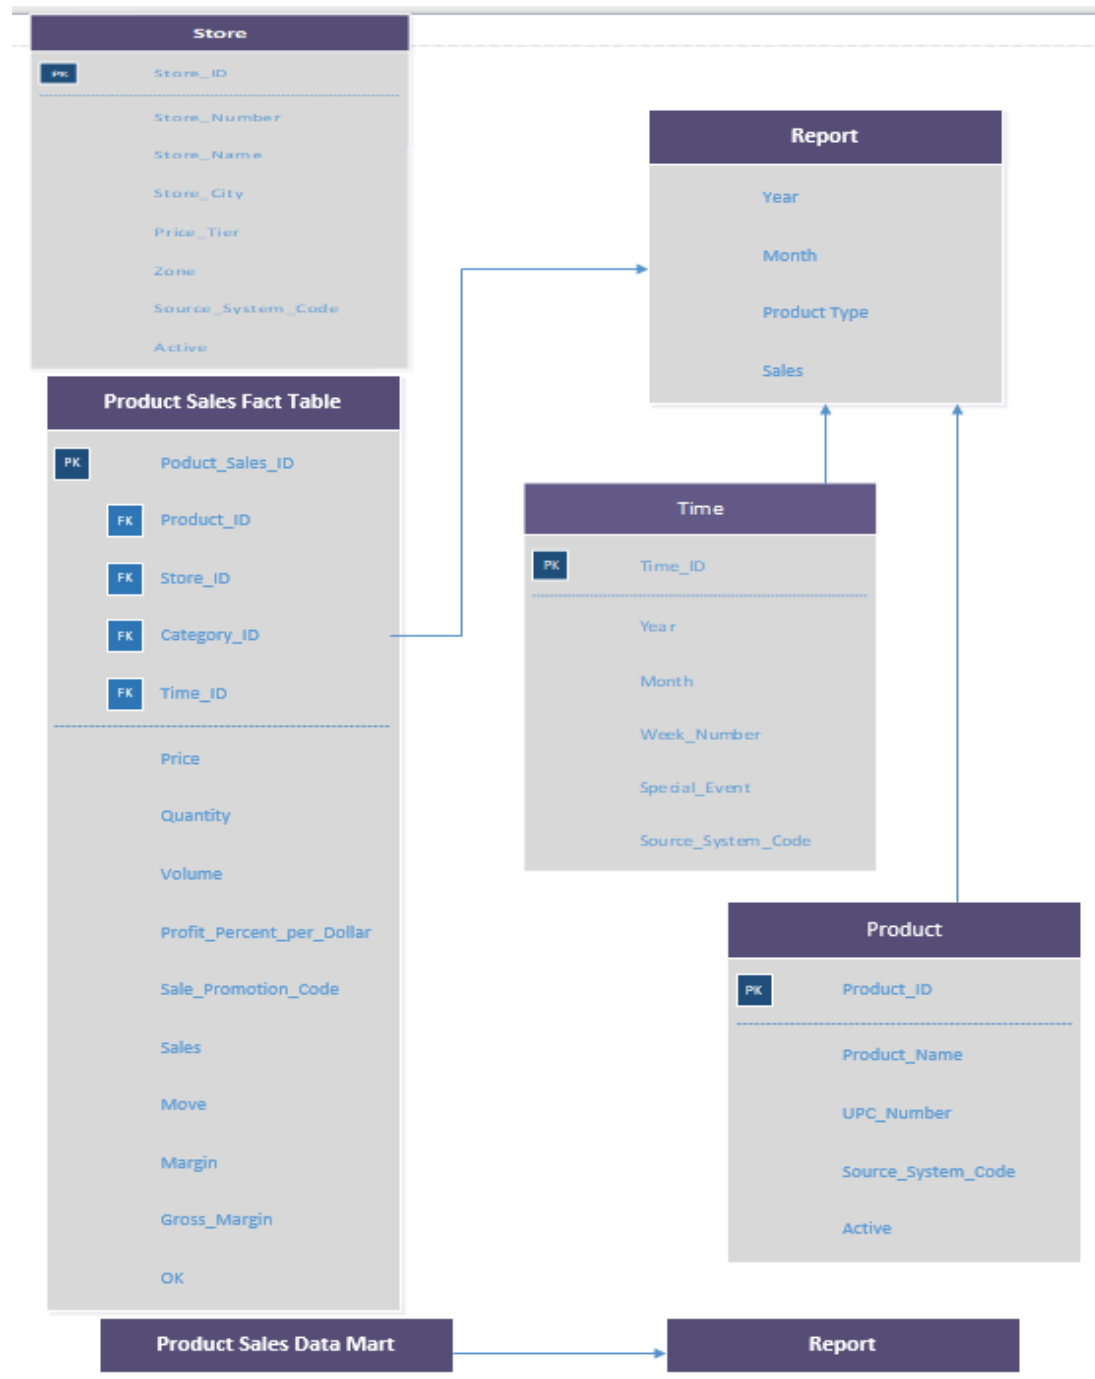 Store
PK Store_ID
Store_Number
Store_Name
Store_City
Price_Tier
Zone
Source_System_Code
Active
Report
Year
Month
Product Type
Sales
Product Sales Fact Table
PK Poduct_Sales_ID
FK Product_ID
FK Store_ID
FK Category_ID
FK Time_ID
Price
Quantity
Volume
Profit_Percent_per_Dollar
Sale_Promotion_Code
Sales
Move
Margin
Gross_Margin
OK
Time
PK Time_ID
Year
Month
Week_Number
Special_Event
Source_System_Code
Product
PK Product_ID
Product_Name
UPC_Number
Source_System_Code
Active
Product Sales Data Mart
Report